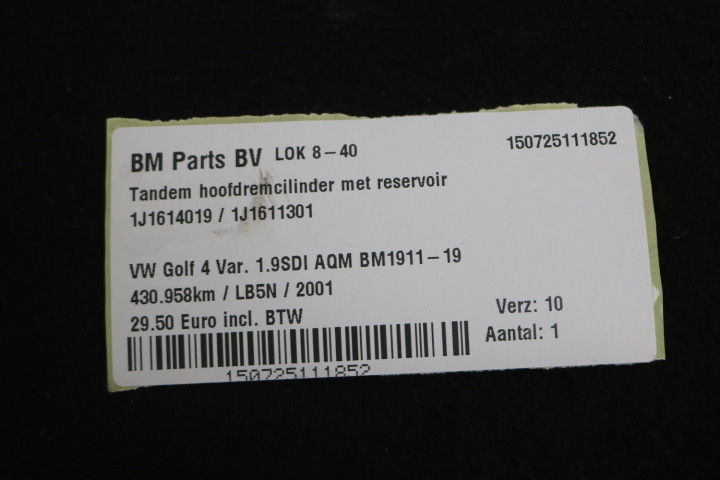 BM Parts BV LOK 8-40 150725111852
Tandem hoofdremcilinder met reservoir
1J1614019 / 1J1611301
VW Golf 4 Var. 1.9SDI AQM BM1911-19
430.958km / LB5N / 2001
29.50 Euro incl. BTW
Verz: 10
Aantal: 1
150725111852